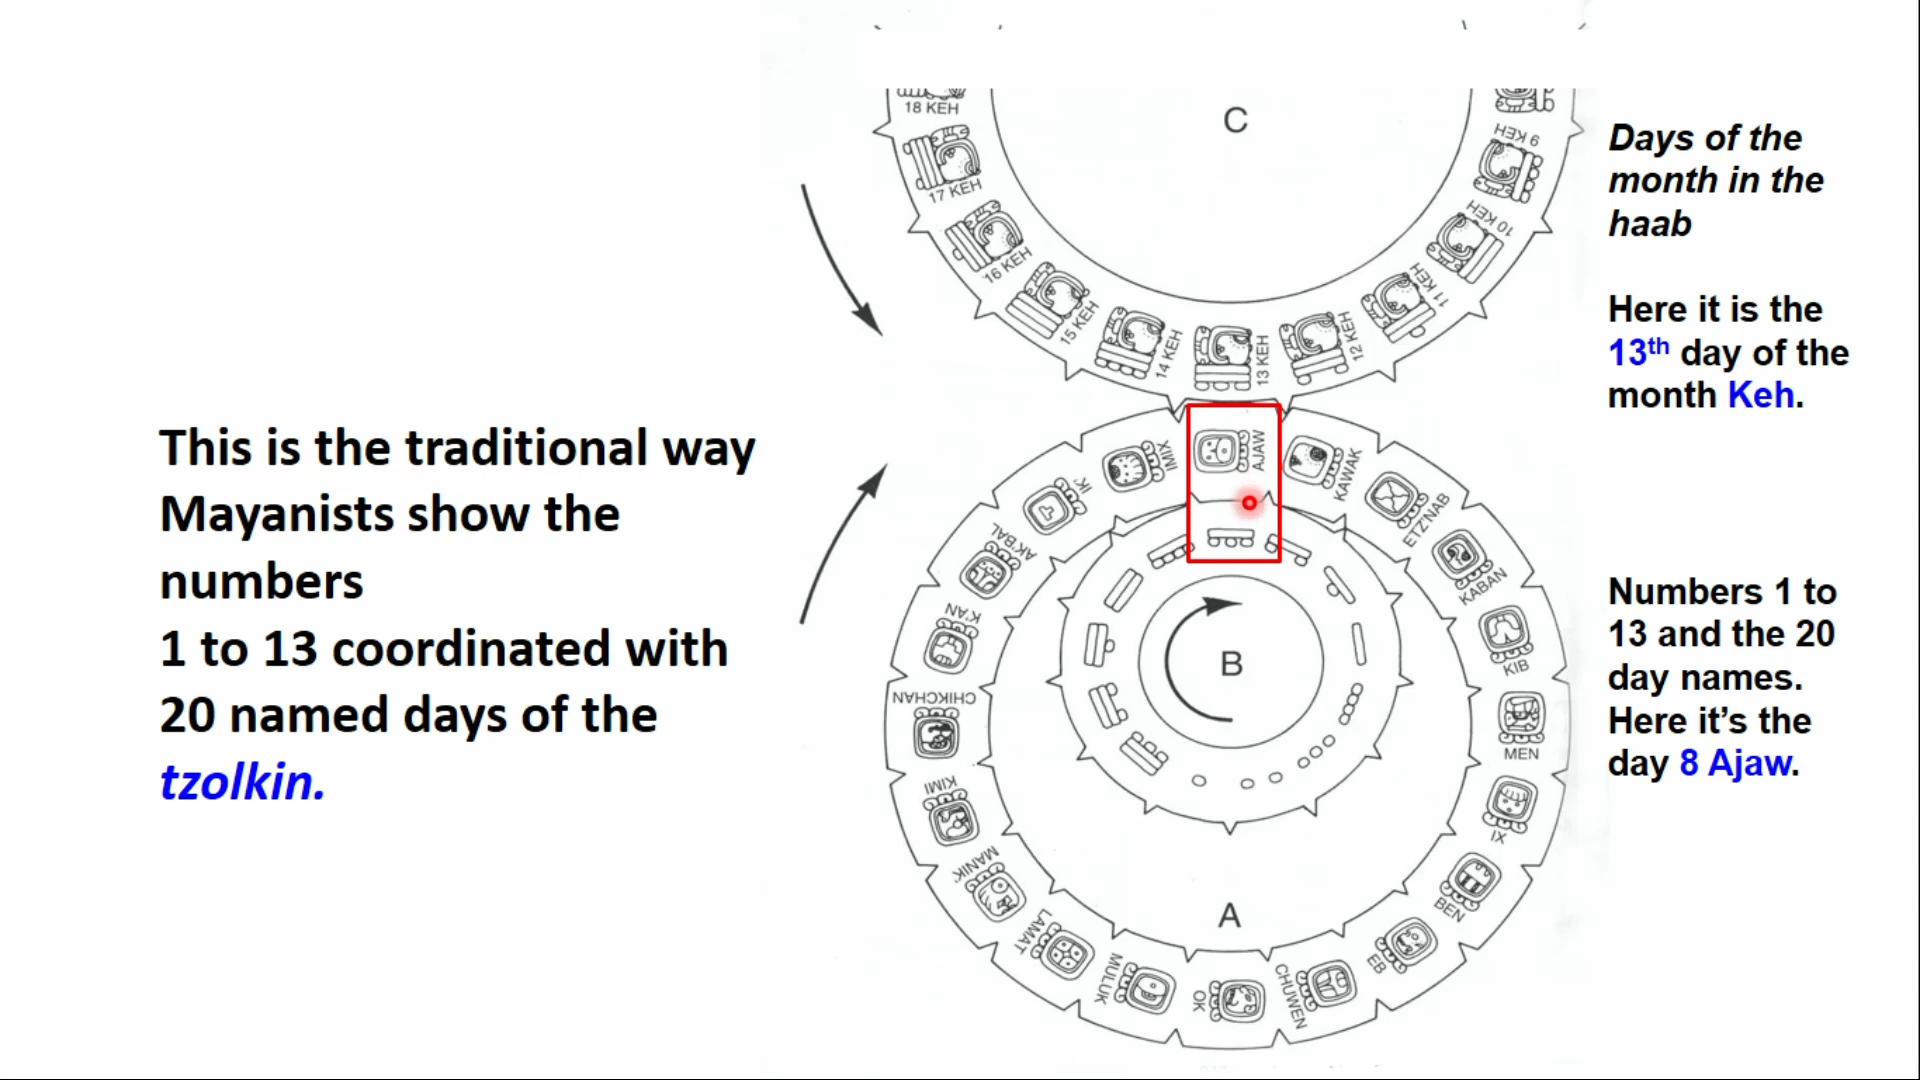 This is the traditional way
Mayanists show the
numbers
1 to 13 coordinated with
20 named days of the
tzolkin.
C
18 KEH
17 KEH
16 KEH
15 KEH
14 KEH
13 KEH
12 KEH
11 KEH
10 KEH
9 KEH
AJAW
KAWAK
ETZ'NAB
KABAN
KIB
MEN
IX
BEN
EB
CHUWEN
OK
MULUK
LAMAT
MANIK'
KIMI
CHIKCHAN
K'AN
AK'BAL
IK'
IMIX
B
A
Days of the
month in the
haab
Here it is the
13th day of the
month Keh.
Numbers 1 to
13 and the 20
day names.
Here it’s the
day 8 Ajaw.